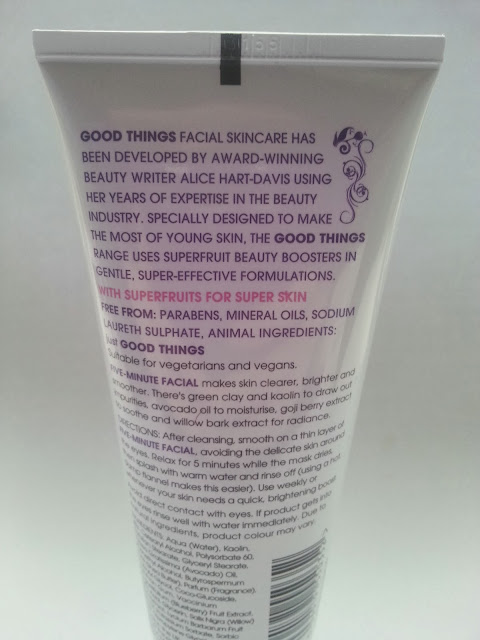 GOOD THINGS FACIAL SKINCARE HAS
BEEN DEVELOPED BY AWARD-WINNING
BEAUTY WRITER ALICE HART-DAVIS USING
HER YEARS OF EXPERTISE IN THE BEAUTY
INDUSTRY. SPECIALLY DESIGNED TO MAKE
THE MOST OF YOUNG SKIN, THE GOOD THINGS
RANGE USES SUPERFRUIT BEAUTY BOOSTERS IN
GENTLE, SUPER-EFFECTIVE FORMULATIONS.
WITH SUPERFRUITS FOR SUPER SKIN
FREE FROM: PARABENS, MINERAL OILS, SODIUM
LAURETH SULPHATE, ANIMAL INGREDIENTS:
just GOOD THINGS
Suitable for vegetarians and vegans.
FIVE-MINUTE FACIAL makes skin clearer, brighter and
smoother. There's green clay and kaolin to draw out
impurities, avocado oil to moisturise, goji berry extract
to soothe and willow bark extract for radiance.
DIRECTIONS: After cleansing, smooth on a thin layer of
FIVE-MINUTE FACIAL, avoiding the delicate skin around
eyes. Relax for 5 minutes while the mask dries,
splash with warm water and rinse off (using a hot
flannel makes this easier). Use weekly or
whenever your skin needs a quick, brightening boost.
direct contact with eyes. If product gets into
rinse well with water immediately. Due to
ingredients, product colour may vary.
Aqua (Water), Kaolin,
Alcohol, Polysorbate 60,
Glyceryl Stearate,
(Avocado) Oil,
Butyrospermum
Parfum (Fragrance),
Coco-Glucoside,
Vaccinium
(Blueberry) Fruit Extract,
Salix Nigra (Willow)
Barbarum Fruit
Sorbate, Sorbic